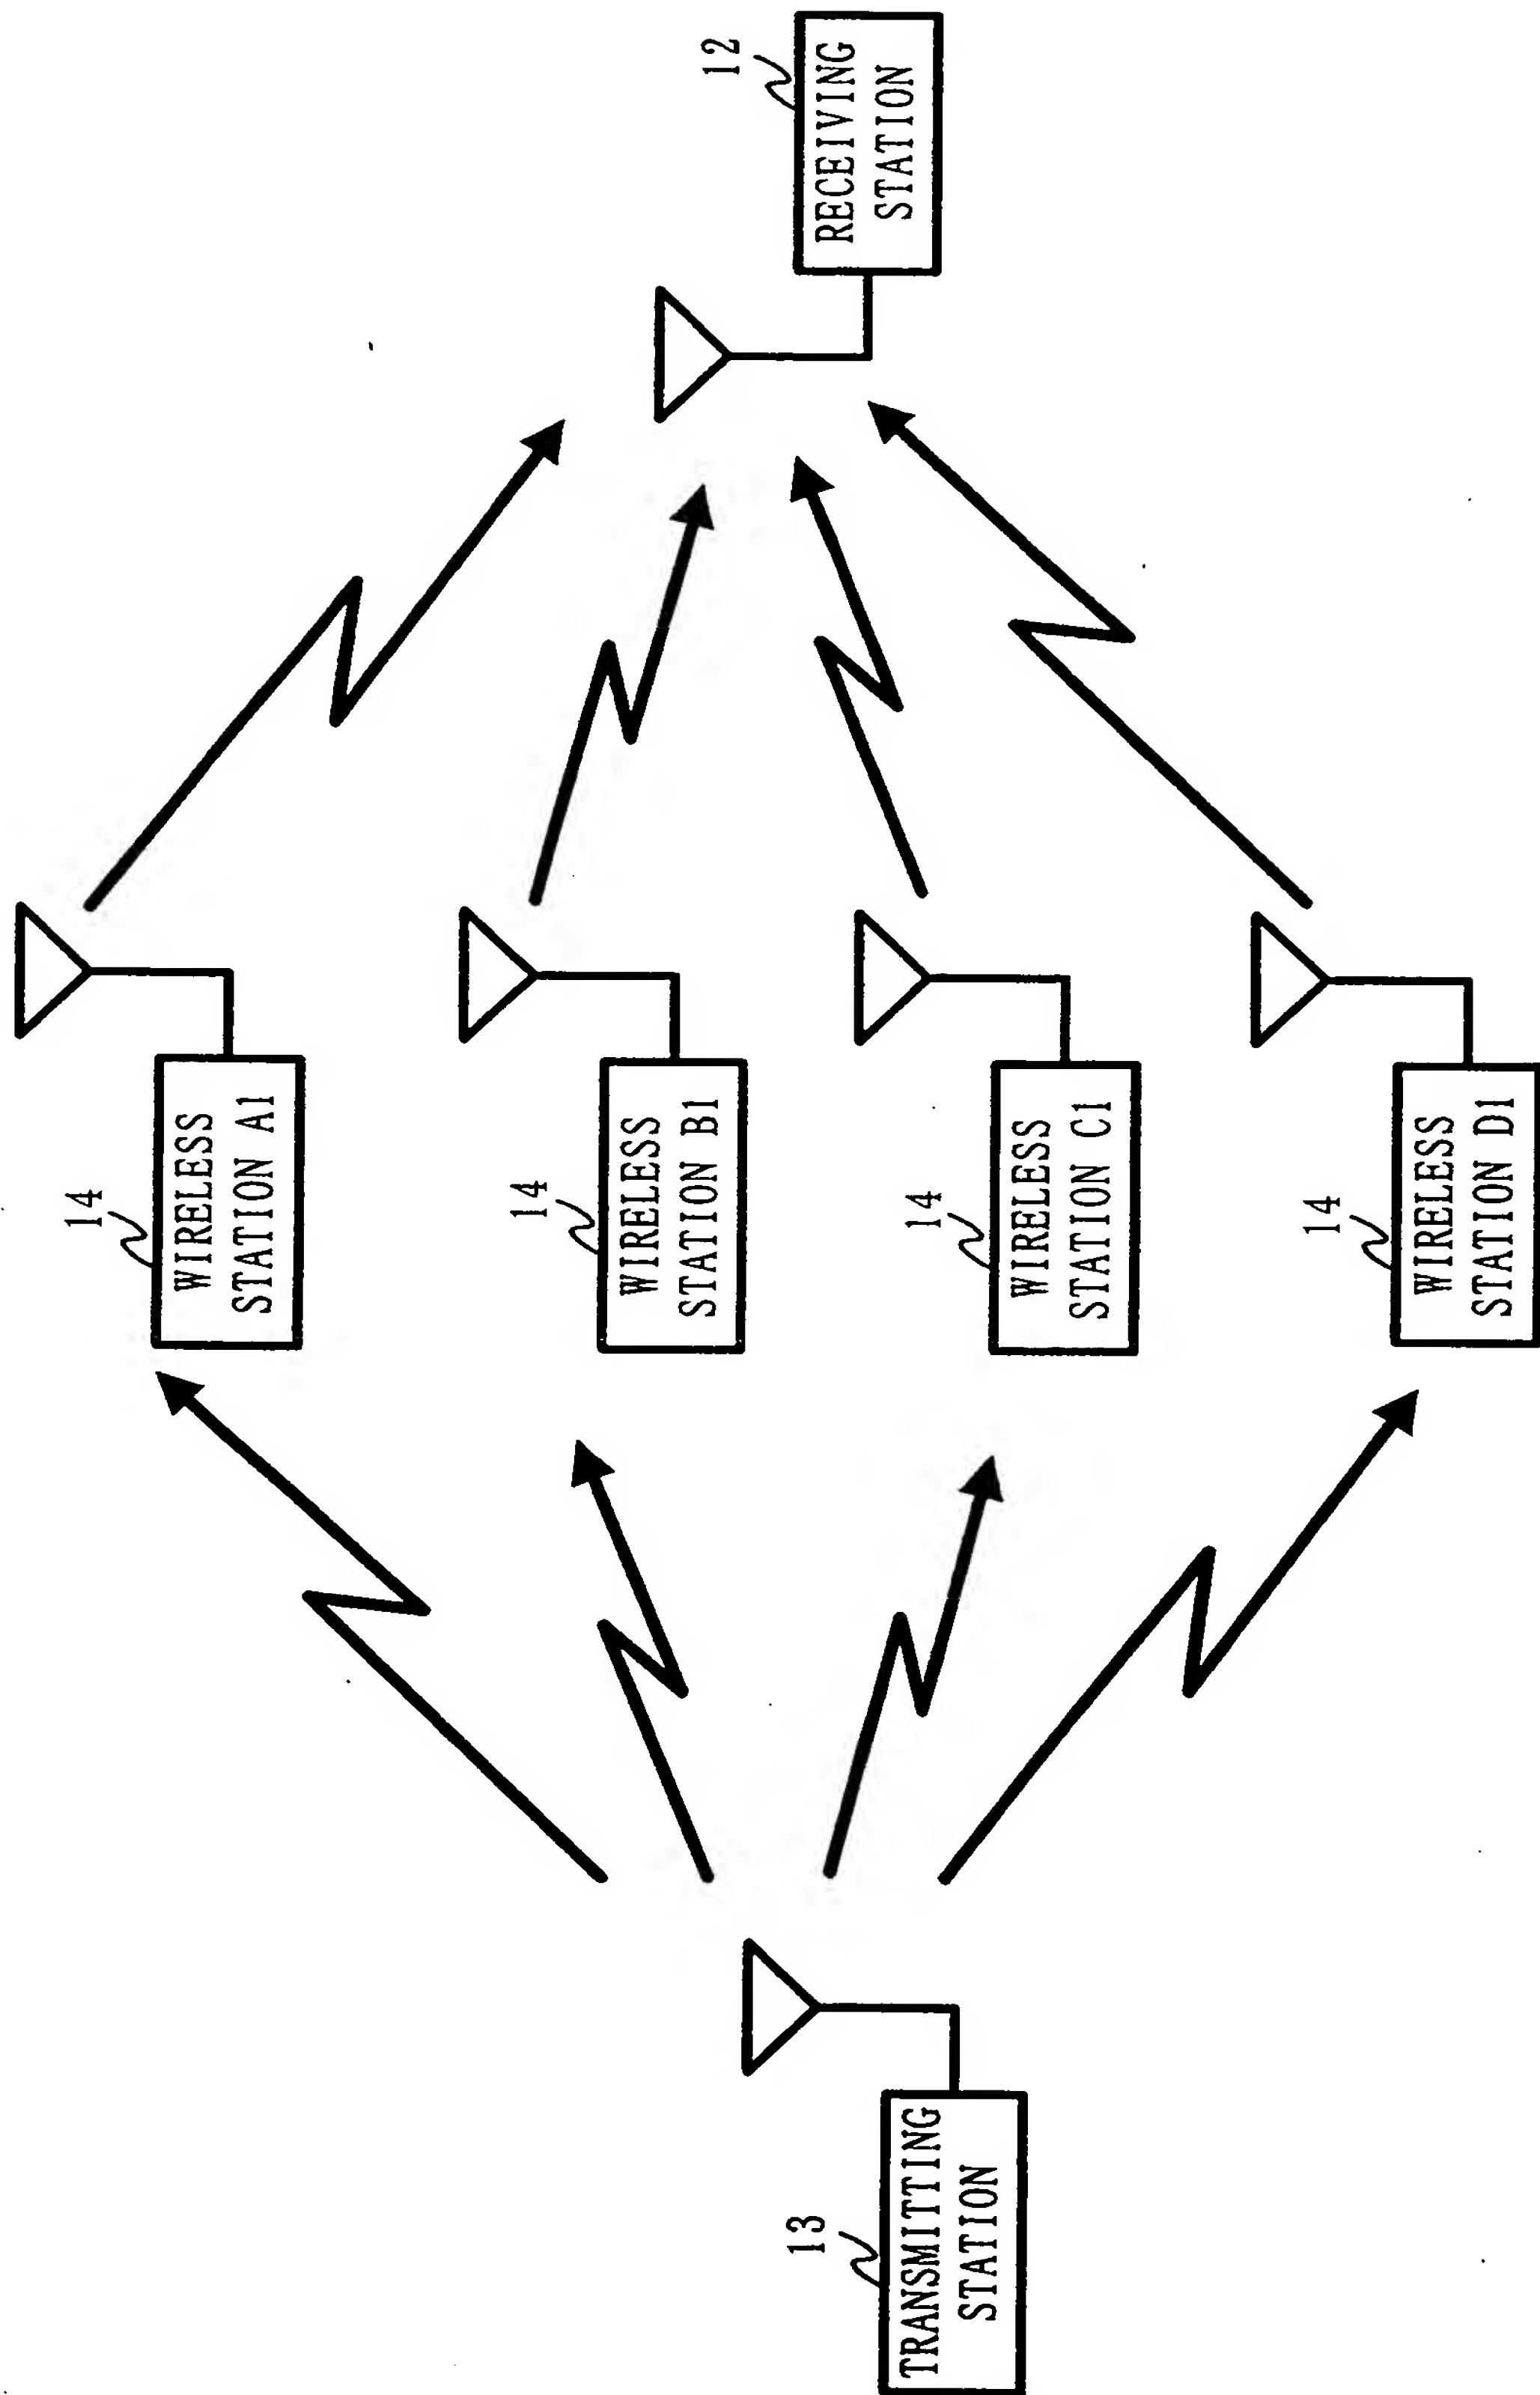 14
WIRELESS
STATION A1
14
WIRELESS
STATION B1
13
TRANSMITTING
STATION
12
RECEIVING
STATION
14
WIRELESS
STATION C1
14
WIRELESS
STATION D1